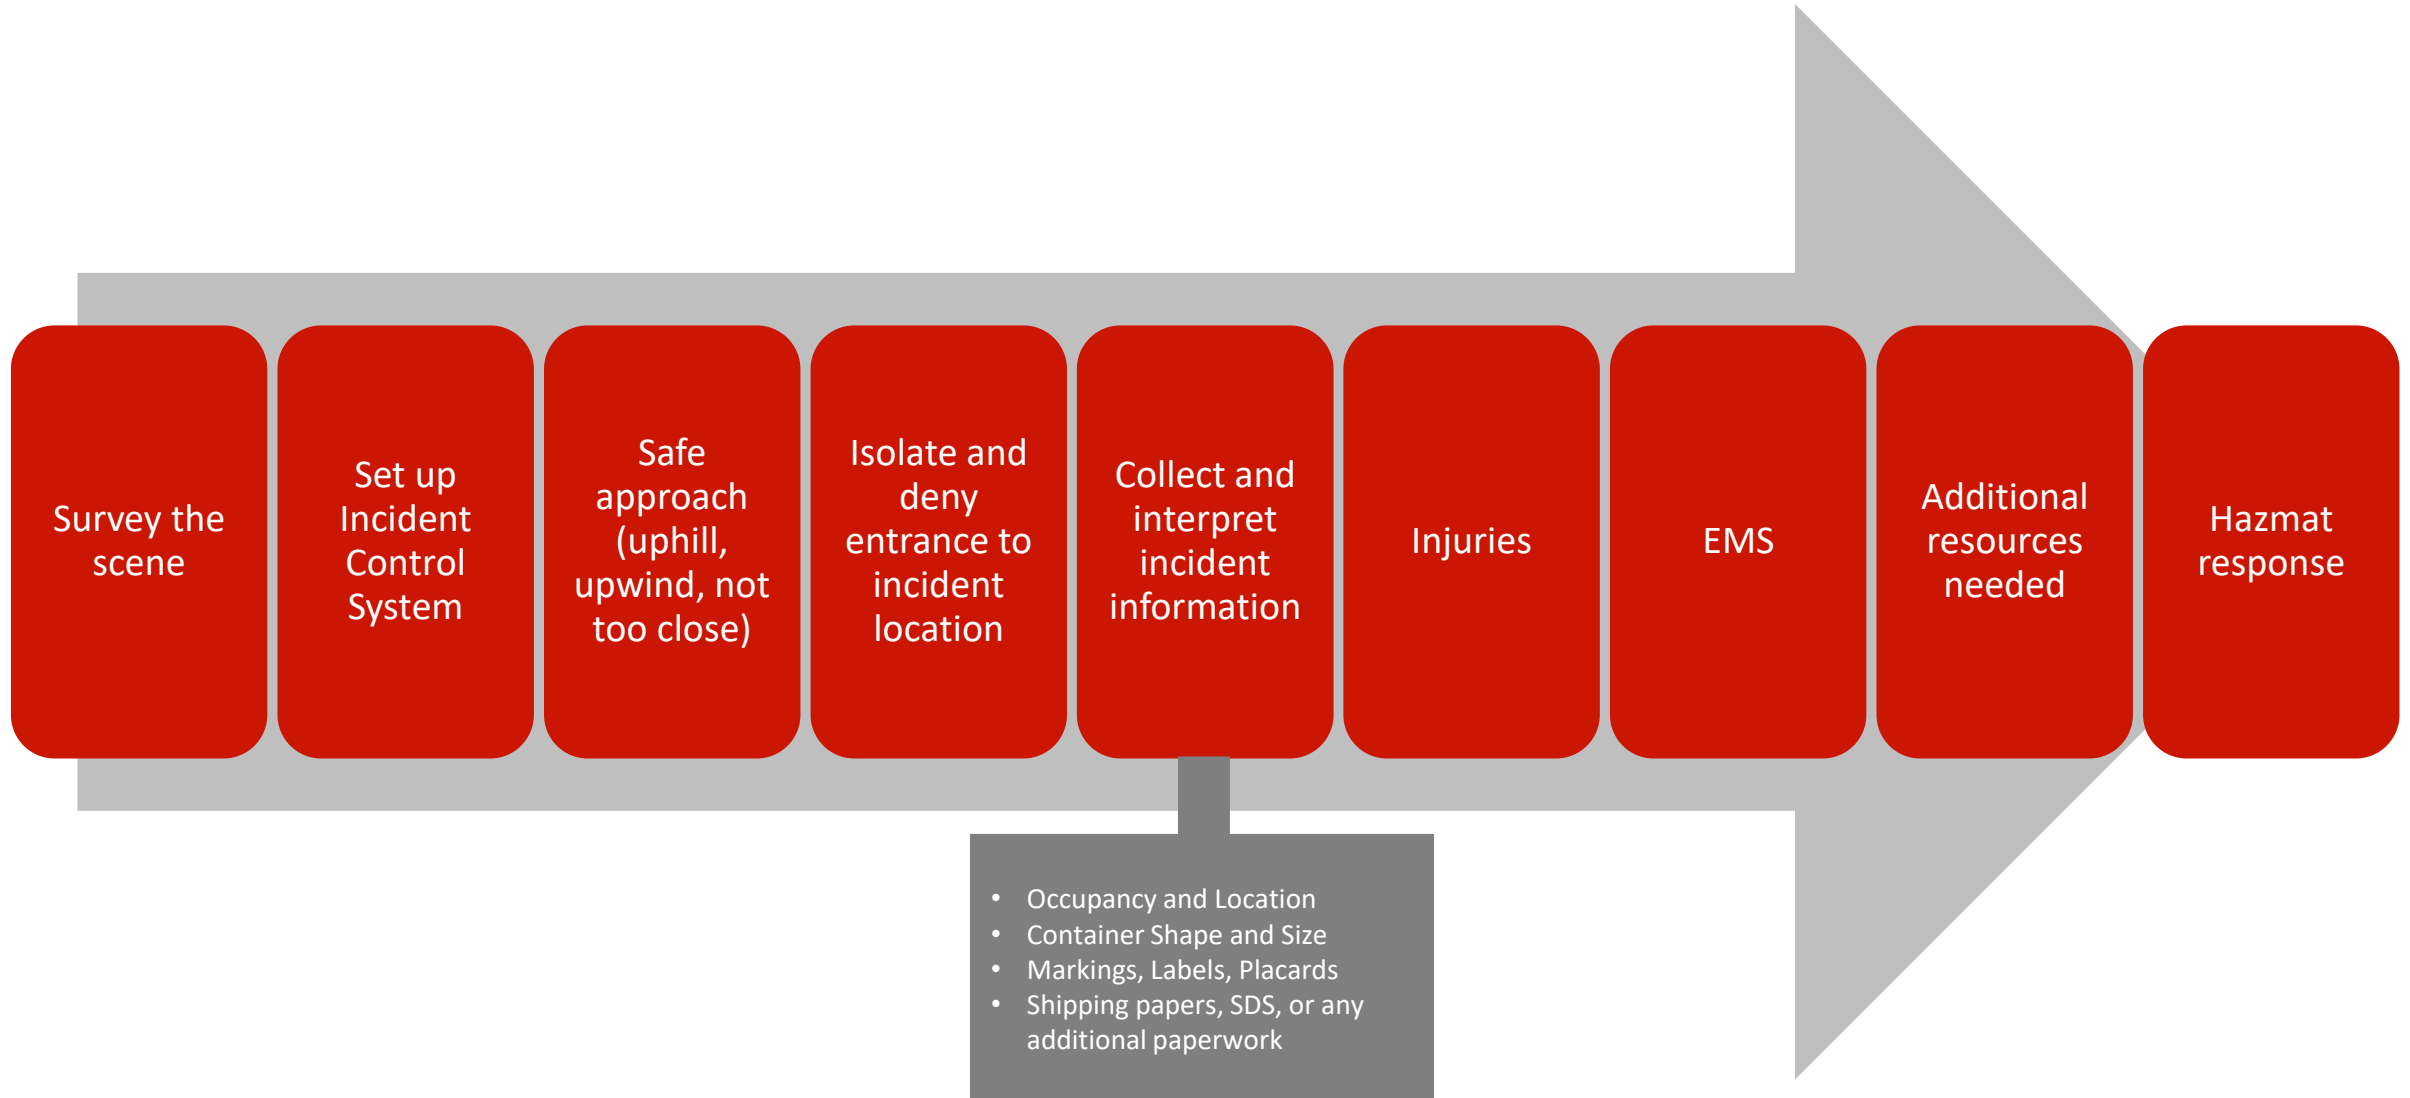 Survey the
scene
Set up
Incident
Control
System
Safe
approach
(uphill,
upwind, not
too close)
Isolate and
deny
entrance to
incident
location
Collect and
interpret
incident
information
Injuries
EMS
Additional
resources
needed
Hazmat
response
• Occupancy and Location
• Container Shape and Size
• Markings, Labels, Placards
• Shipping papers, SDS, or any
additional paperwork